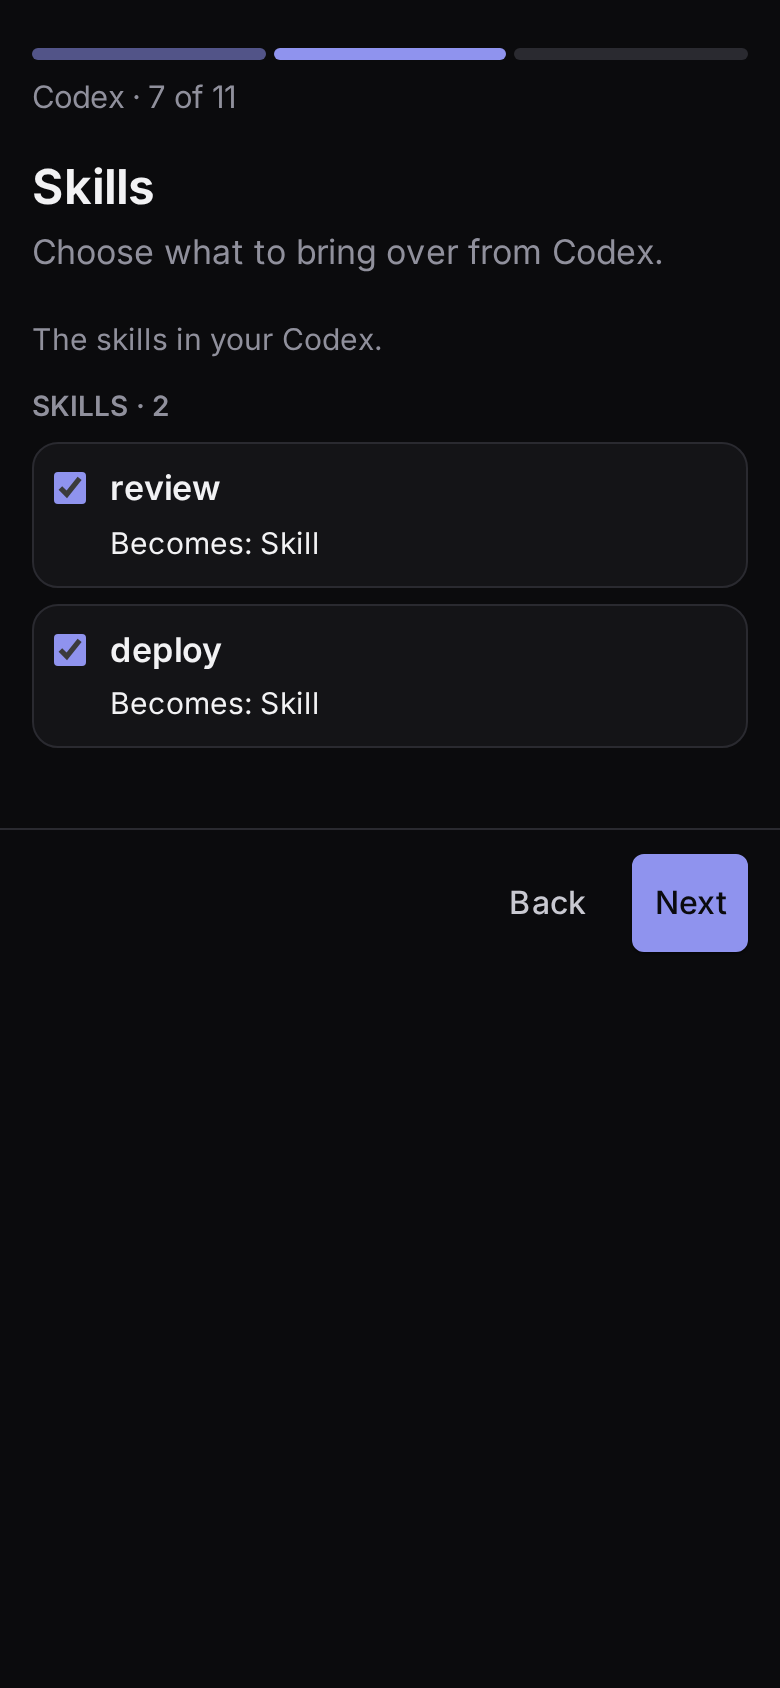 Codex · 7 of 11
Skills
Choose what to bring over from Codex.
The skills in your Codex.
SKILLS · 2
review
Becomes: Skill
deploy
Becomes: Skill
Back
Next